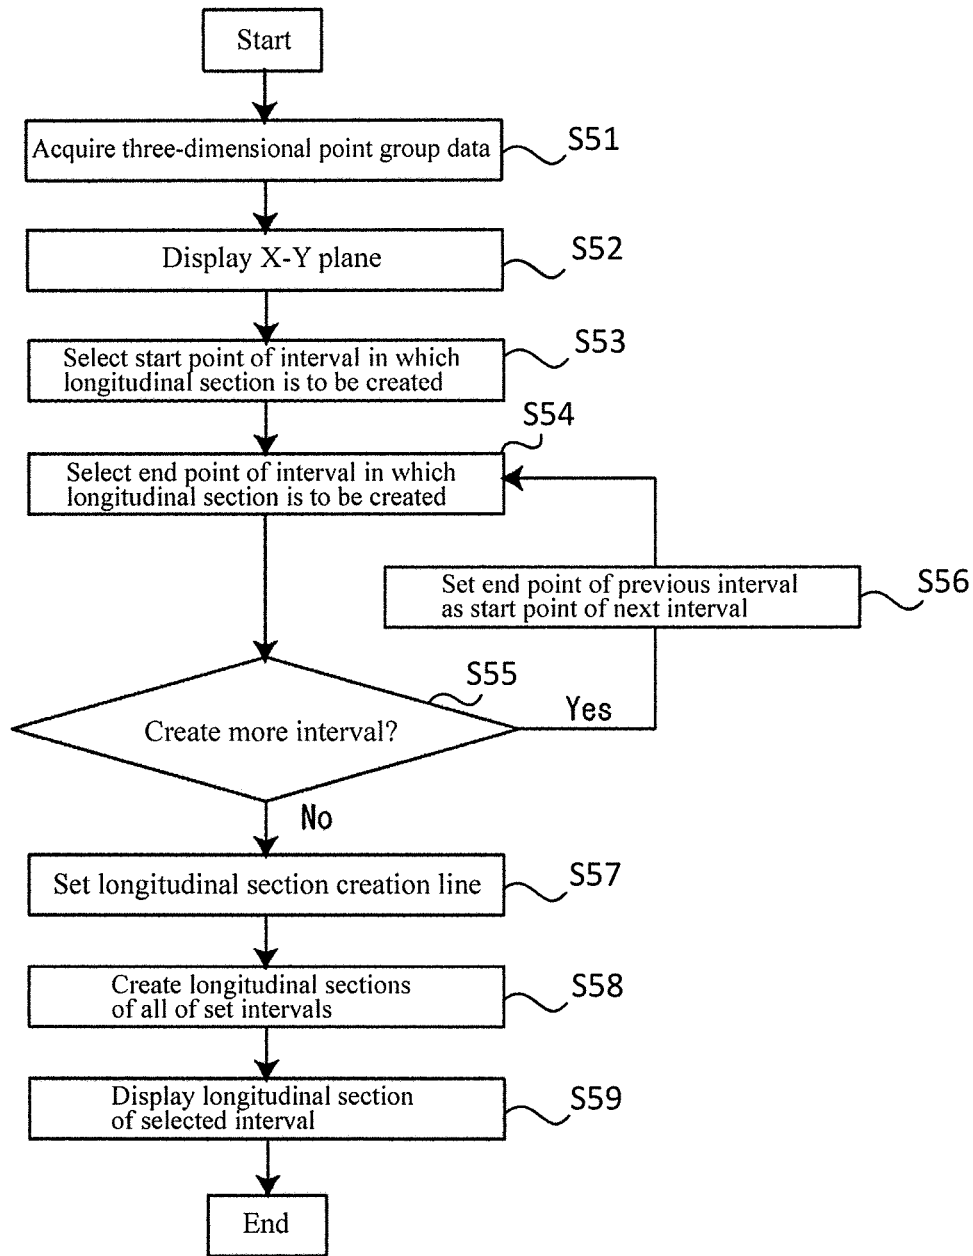 Start
Acquire three-dimensional point group data
S51
Display X-Y plane
S52
Select start point of interval in which
longitudinal section is to be created
S53
S54
Select end point of interval in which
longitudinal section is to be created
Set end point of previous interval
as start point of next interval
S56
S55
Yes
Create more interval?
No
Set longitudinal section creation line
S57
Create longitudinal sections
of all of set intervals
S58
Display longitudinal section
of selected interval
S59
End